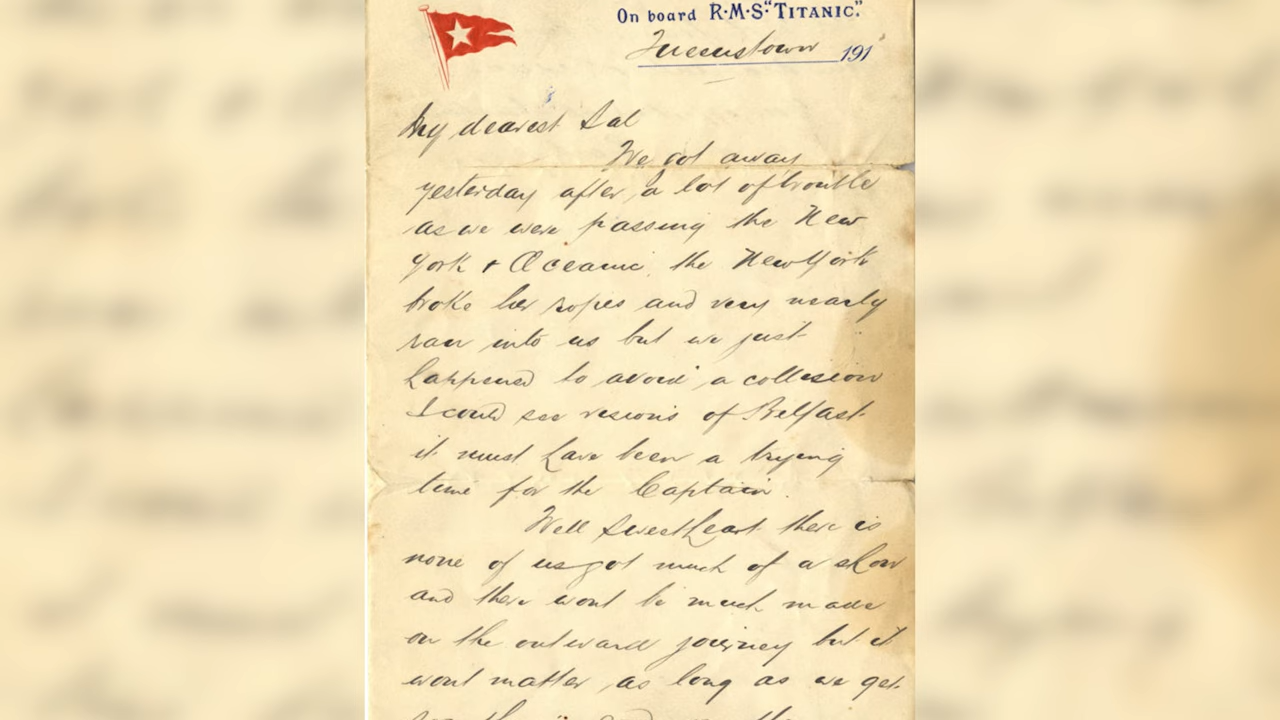 On board R·M·S "TITANIC."
Queenstown 191
My dearest Sal
We got away
yesterday after a lot of trouble
as we were passing the New
York + Oceanic the New York
broke her ropes and very nearly
ran into us but we just
happened to avoid a collesion
I could see vesions of Belfast
it must have been a trying
time for the Captain.
Well Sweetheart there is
none of us got much of a show
and there wont be much made
on the outward journey but it
wont matter, as long as we get